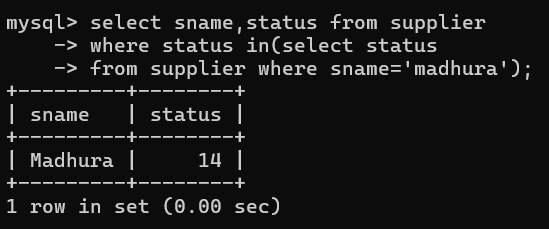 mysql> select sname,status from supplier
    -> where status in(select status
    -> from supplier where sname='madhura');
+---------+--------+
| sname   | status |
+---------+--------+
| Madhura |     14 |
+---------+--------+
1 row in set (0.00 sec)